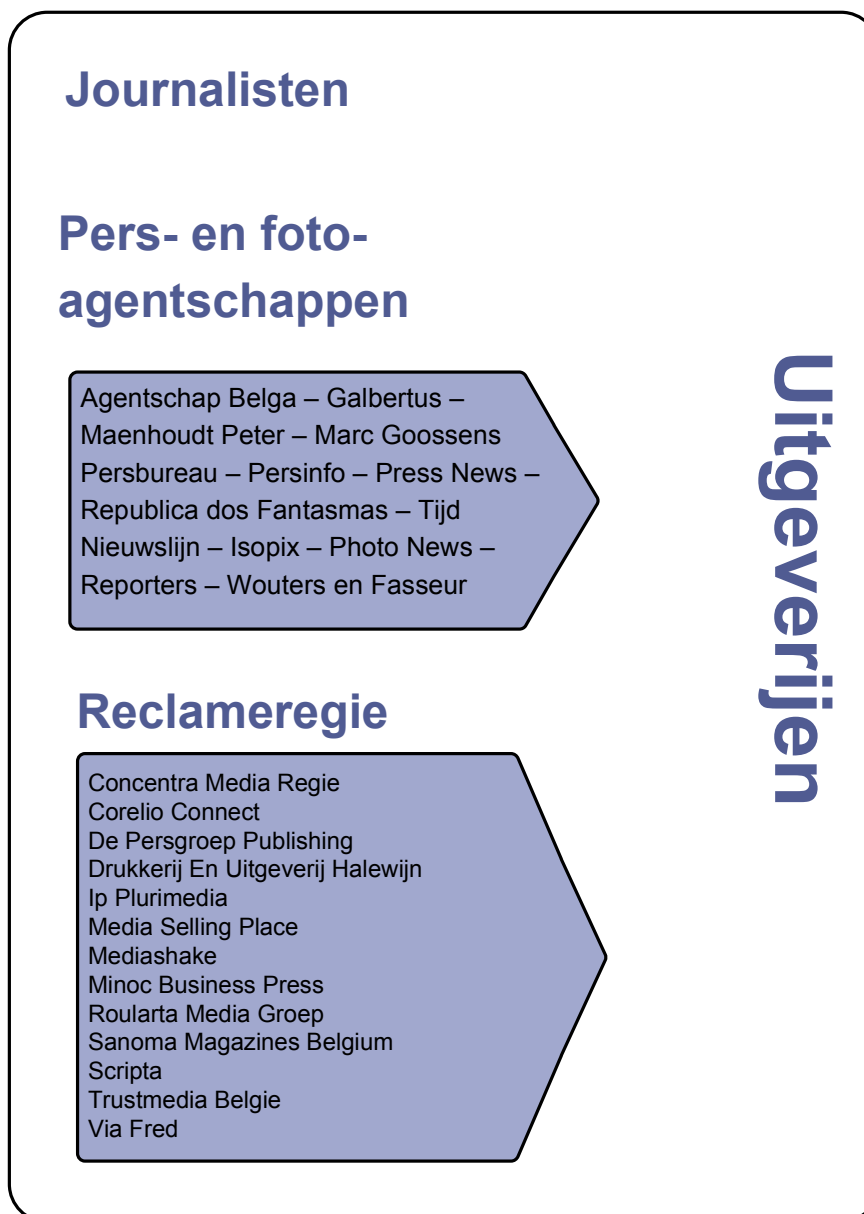 Journalisten
Pers- en foto-
agentschappen
Agentschap Belga – Galbertus –
Maenhoudt Peter – Marc Goossens
Persbureau – Persinfo – Press News –
Republica dos Fantasmas – Tijd
Nieuwslijn – Isopix – Photo News –
Reporters – Wouters en Fasseur
Reclameregie
Concentra Media Regie
Corelio Connect
De Persgroep Publishing
Drukkerij En Uitgeverij Halewijn
Ip Plurimedia
Media Selling Place
Mediashake
Minoc Business Press
Roularta Media Groep
Sanoma Magazines Belgium
Scripta
Trustmedia Belgie
Via Fred
Uitgeverijen